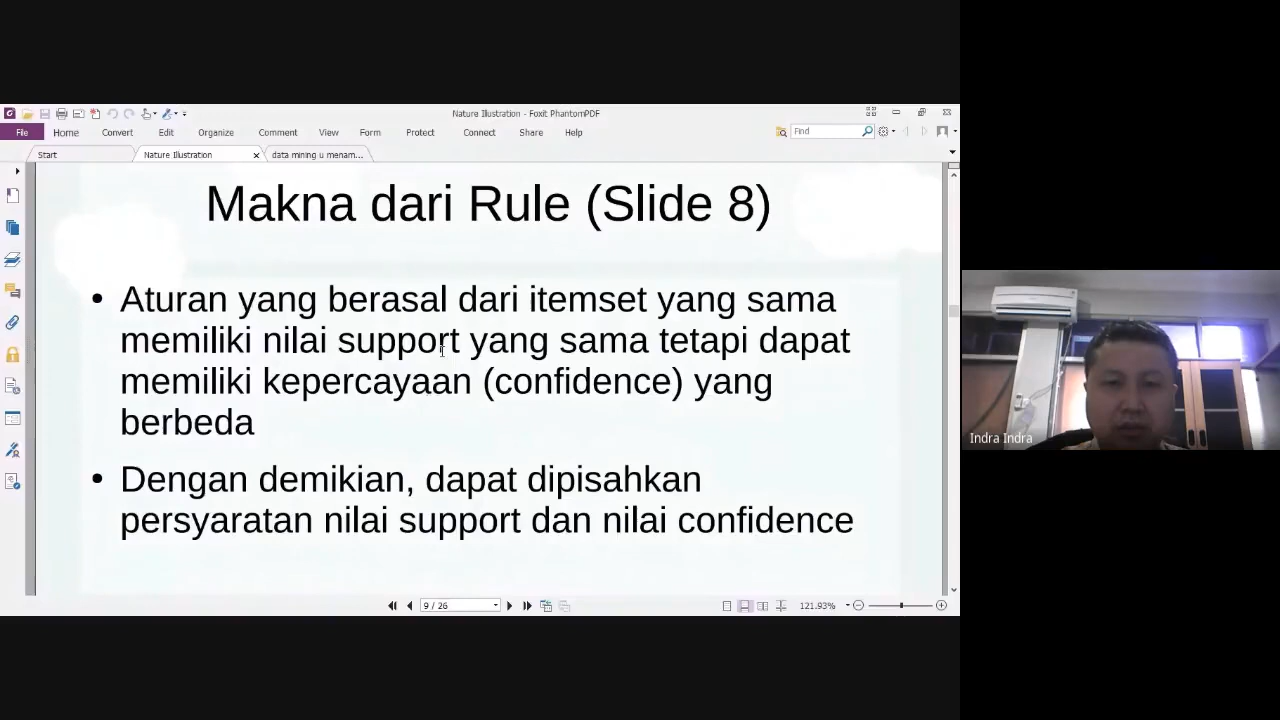 Nature Illustration - Foxit PhantomPDF
File Home Convert Edit Organize Comment View Form Protect Connect Share Help Find
Start Nature Illustration data mining u menam...
Makna dari Rule (Slide 8)
• Aturan yang berasal dari itemset yang sama
memiliki nilai support yang sama tetapi dapat
memiliki kepercayaan (confidence) yang
berbeda
• Dengan demikian, dapat dipisahkan
persyaratan nilai support dan nilai confidence
Indra Indra
9 / 26 121.93%